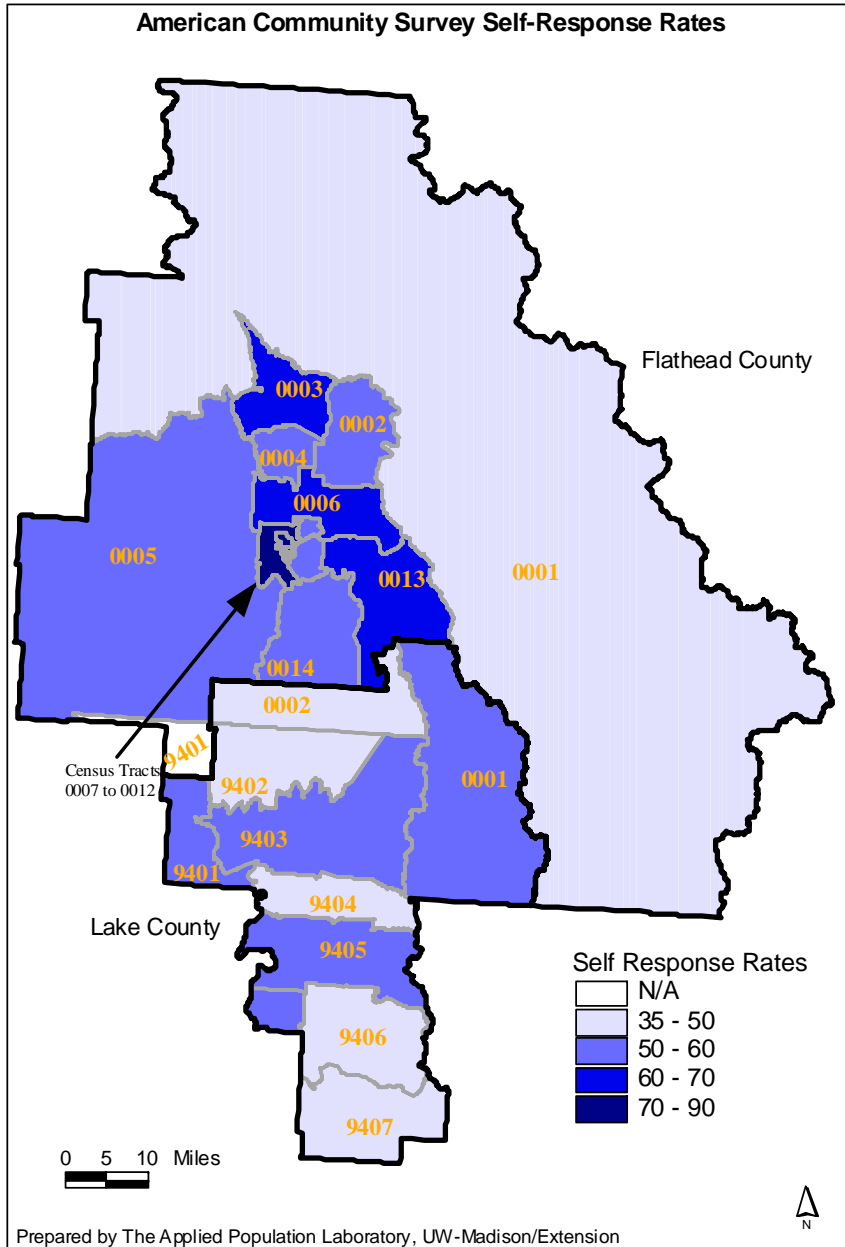 American Community Survey Self-Response Rates
Flathead County
0003
0002
0004
0006
0005
0013
0001
0014
0002
9401
Census Tracts
0007 to 0012
9402
0001
9403
9401
9404
Lake County
9405
9406
9407
Self Response Rates
N/A
35 - 50
50 - 60
60 - 70
70 - 90
0 5 10 Miles
N
Prepared by The Applied Population Laboratory, UW-Madison/Extension